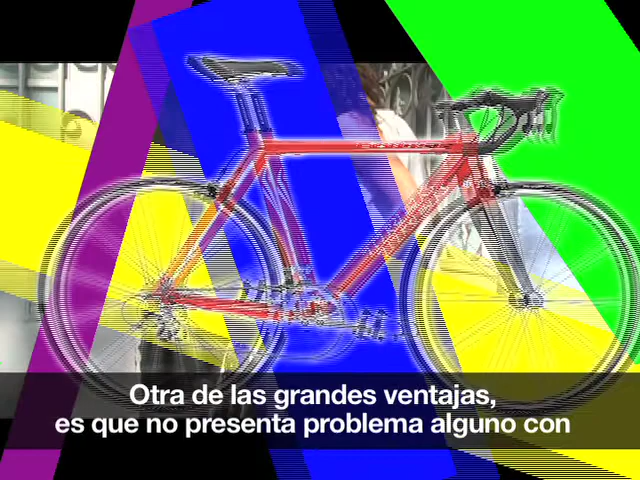 Otra de las grandes ventajas,
es que no presenta problema alguno con